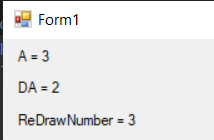 Form1
A = 3
DA = 2
ReDrawNumber = 3